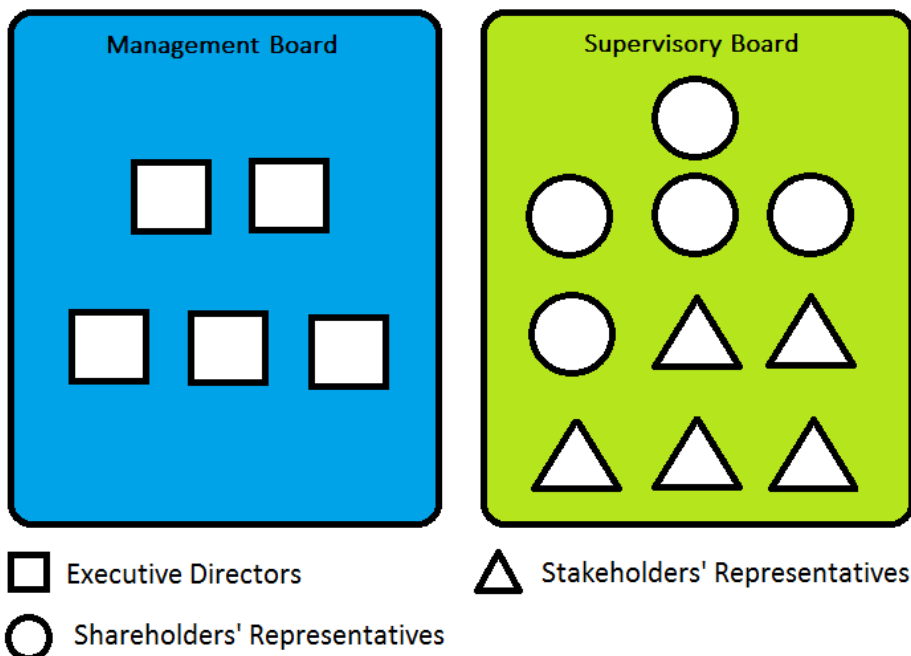 Management Board
Supervisory Board
Executive Directors
Stakeholders' Representatives
Shareholders' Representatives